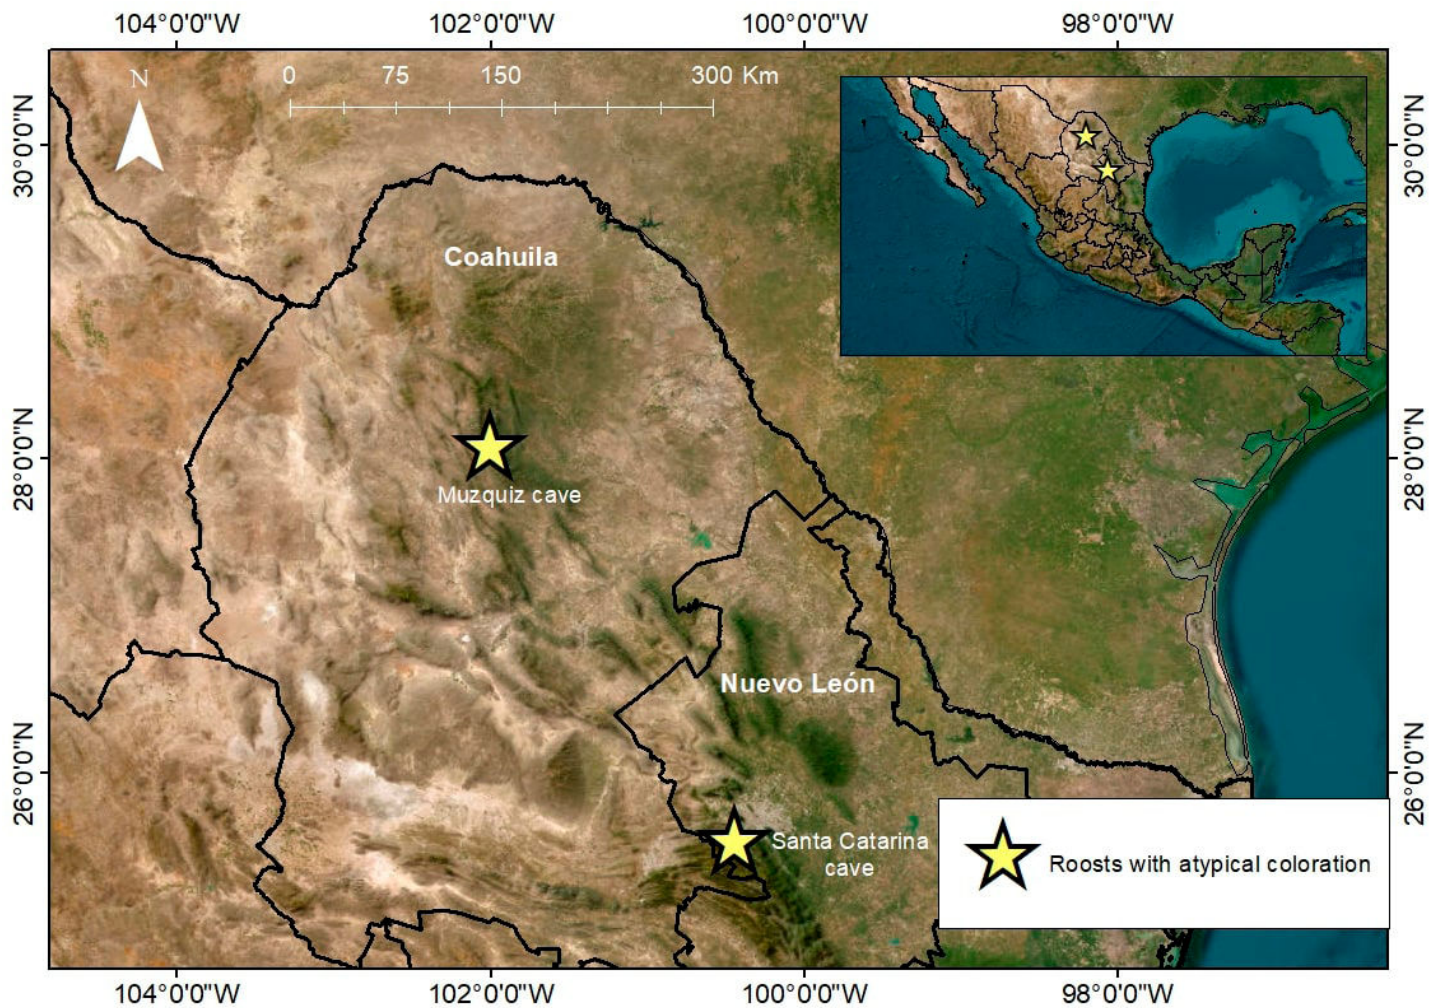 104°0'0"W 102°0'0"W 100°0'0"W 98°0'0"W
N
0 75 150 300 Km
30°0'0"N
30°0'0"N
Coahuila
28°0'0"N
28°0'0"N
Muzquiz cave
Nuevo León
26°0'0"N
26°0'0"N
Santa Catarina
cave
Roosts with atypical coloration
104°0'0"W 102°0'0"W 100°0'0"W 98°0'0"W